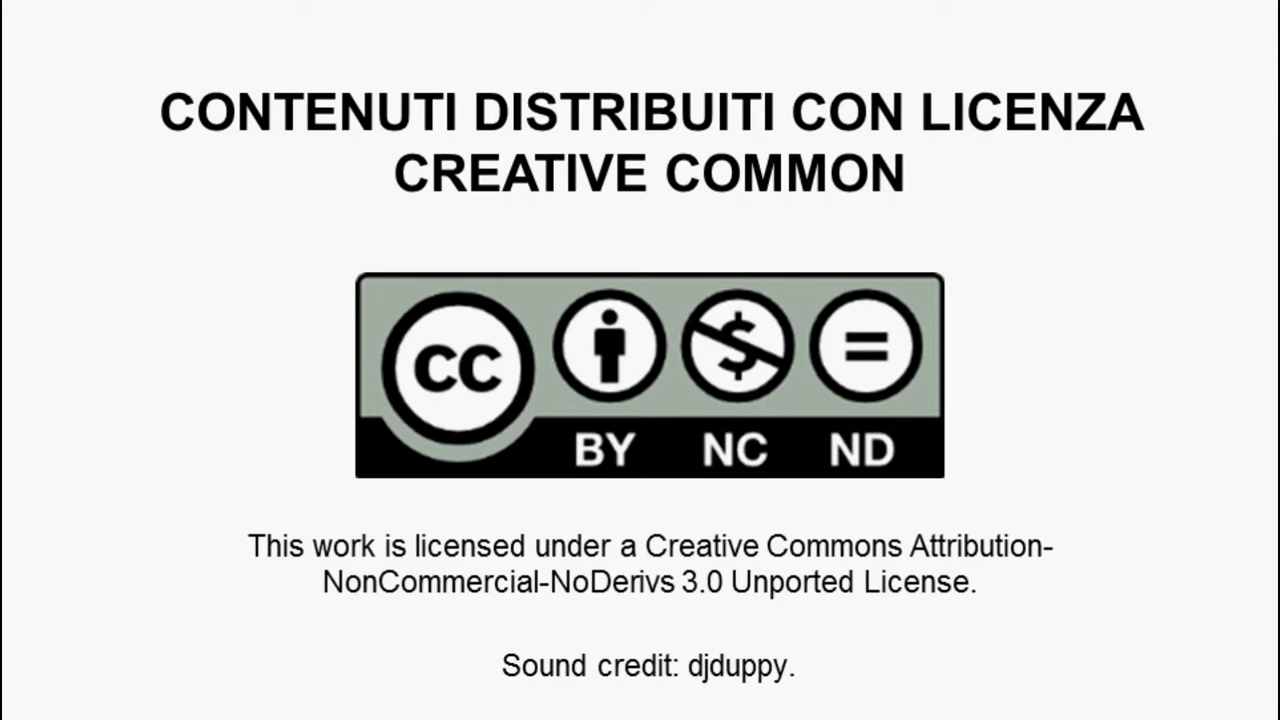 CONTENUTI DISTRIBUITI CON LICENZA
CREATIVE COMMON
CC
BY NC ND
This work is licensed under a Creative Commons Attribution-
NonCommercial-NoDerivs 3.0 Unported License.
Sound credit: djduppy.